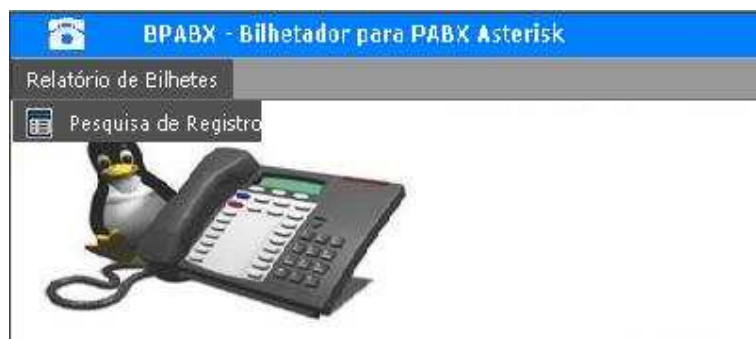 BPABX - Bilhetador para PABX Asterisk
Relatório de Bilhetes
Pesquisa de Registro